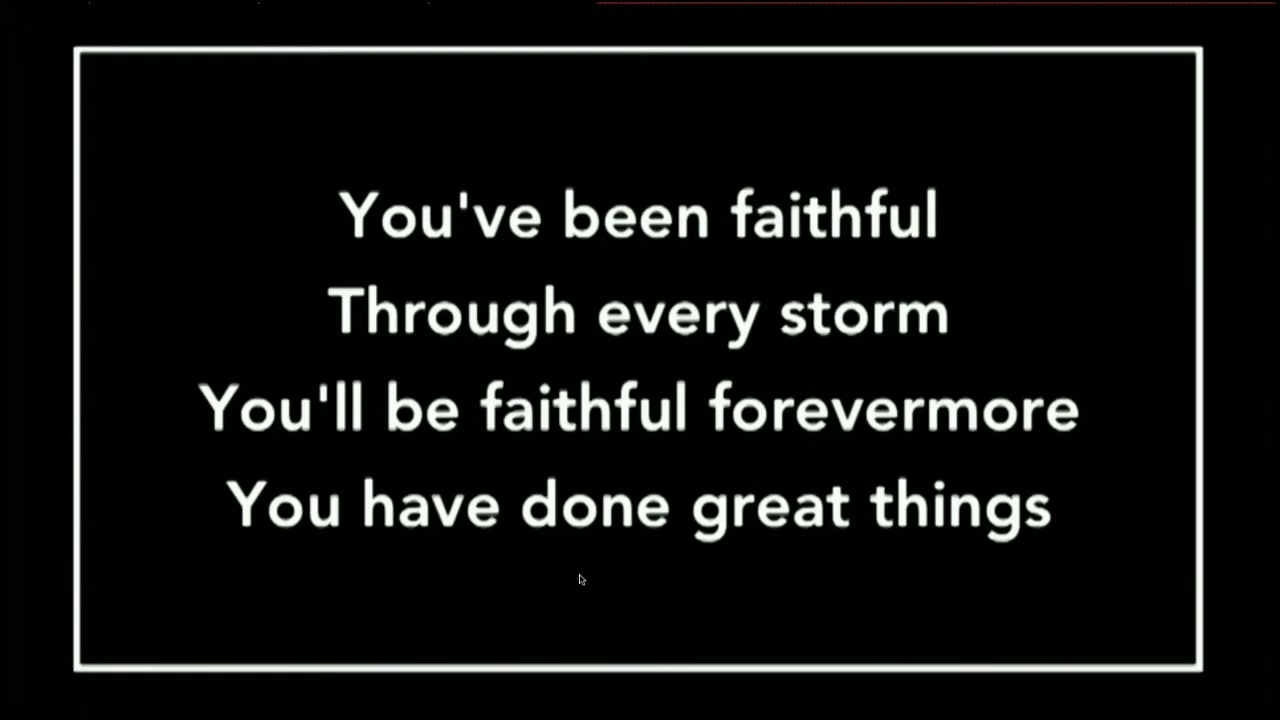 You've been faithful
Through every storm
You'll be faithful forevermore
You have done great things